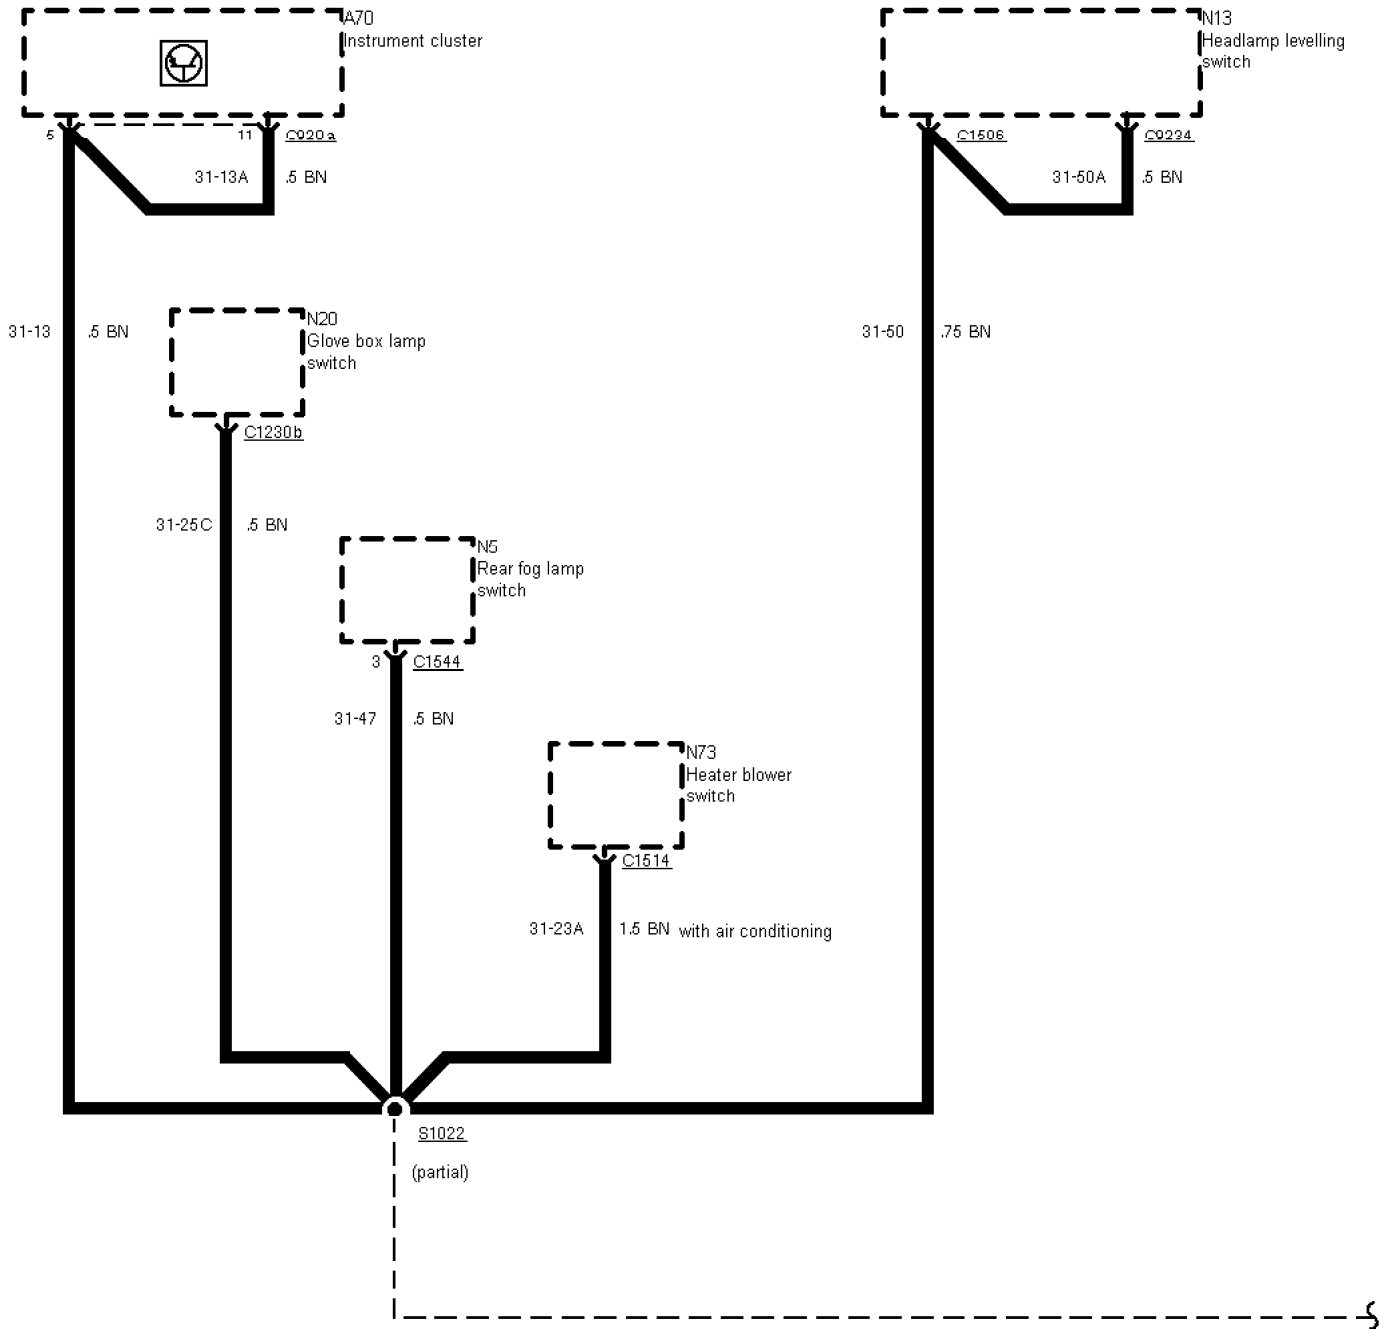 A70
Instrument cluster
N13
Headlamp levelling
switch
5
11
C920a
C1506
C9234
31-13A
.5 BN
31-50A
.5 BN
31-13
.5 BN
N20
Glove box lamp
switch
31-50
.75 BN
C1230b
31-25C
.5 BN
N5
Rear fog lamp
switch
3
C1544
31-47
.5 BN
N73
Heater blower
switch
C1514
31-23A
1.5 BN
with air conditioning
S1022
(partial)